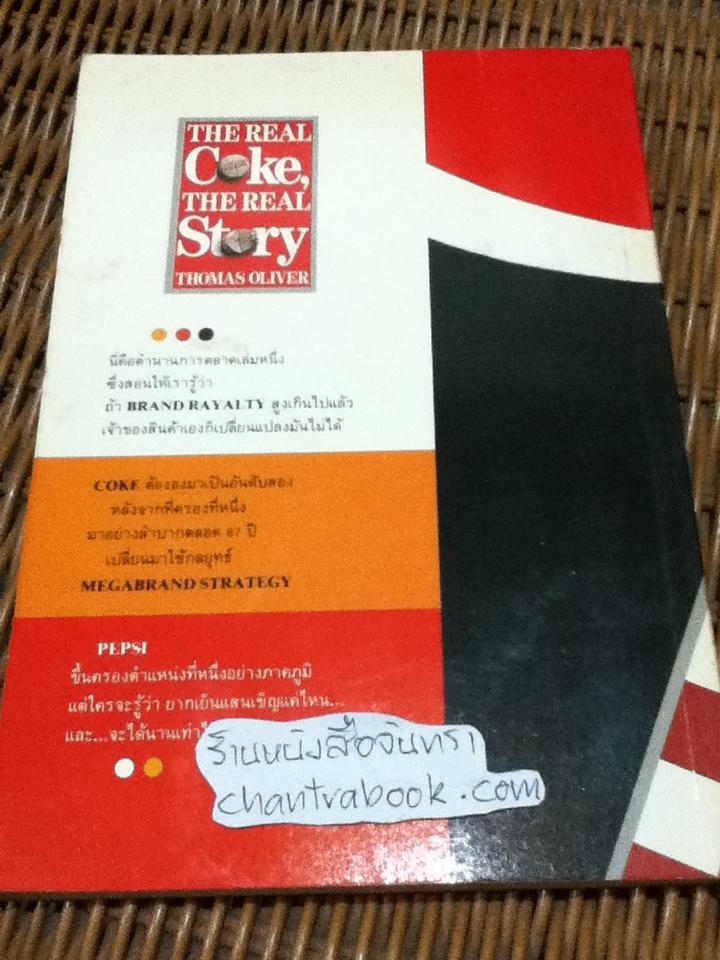 THE REAL
Coke,
THE REAL
Story
THOMAS OLIVER
นี่คือตำนานการตลาดเล่มหนึ่ง
ซึ่งสอนให้เรารู้ว่า
ถ้า BRAND RAYALTY สูงเกินไปแล้ว
เจ้าของสินค้าเองก็เปลี่ยนแปลงมันไม่ได้
COKE ต้องลงมาเป็นอันดับสอง
หลังจากที่ครองที่หนึ่ง
มาอย่างลำบากตลอด 87 ปี
เปลี่ยนมาใช้กลยุทธ์
MEGABRAND STRATEGY
PEPSI
ขึ้นครองตำแหน่งที่หนึ่งอย่างภาคภูมิ
แต่ใครจะรู้ว่า ยากเย็นแสนเข็ญแค่ไหน...
และ...จะได้นานเท่า
ร้านหนังสือจันทรา
chantrabook.com